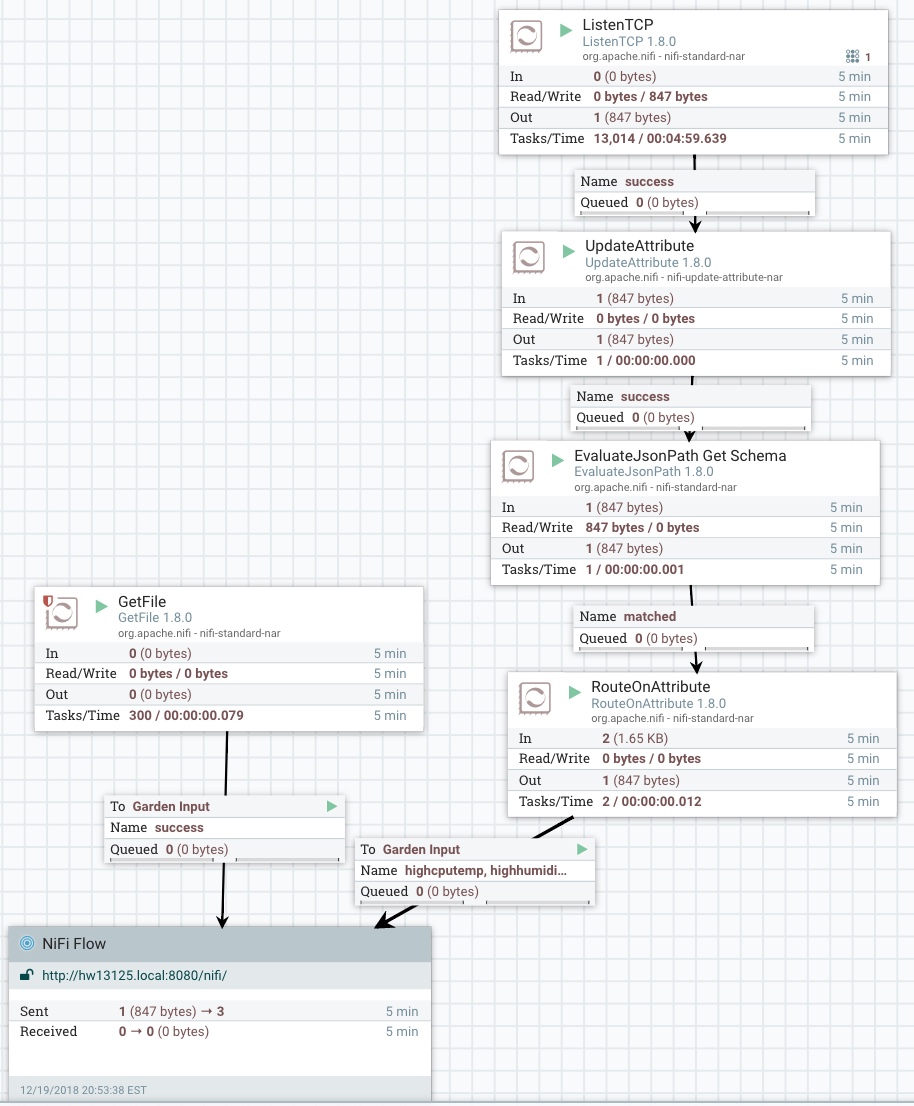 ListenTCP
ListenTCP 1.8.0
org.apache.nifi - nifi-standard-nar
1
In 0 (0 bytes) 5 min
Read/Write 0 bytes / 847 bytes 5 min
Out 1 (847 bytes) 5 min
Tasks/Time 13,014 / 00:04:59.639 5 min
Name success
Queued 0 (0 bytes)
UpdateAttribute
UpdateAttribute 1.8.0
org.apache.nifi - nifi-update-attribute-nar
In 1 (847 bytes) 5 min
Read/Write 0 bytes / 0 bytes 5 min
Out 1 (847 bytes) 5 min
Tasks/Time 1 / 00:00:00.000 5 min
Name success
Queued 0 (0 bytes)
EvaluateJsonPath Get Schema
EvaluateJsonPath 1.8.0
org.apache.nifi - nifi-standard-nar
In 1 (847 bytes) 5 min
Read/Write 847 bytes / 0 bytes 5 min
Out 1 (847 bytes) 5 min
Tasks/Time 1 / 00:00:00.001 5 min
Name matched
Queued 0 (0 bytes)
GetFile
GetFile 1.8.0
org.apache.nifi - nifi-standard-nar
In 0 (0 bytes) 5 min
Read/Write 0 bytes / 0 bytes 5 min
Out 0 (0 bytes) 5 min
Tasks/Time 300 / 00:00:00.079 5 min
RouteOnAttribute
RouteOnAttribute 1.8.0
org.apache.nifi - nifi-standard-nar
In 2 (1.65 KB) 5 min
Read/Write 0 bytes / 0 bytes 5 min
Out 1 (847 bytes) 5 min
Tasks/Time 2 / 00:00:00.012 5 min
To Garden Input
Name success
Queued 0 (0 bytes)
To Garden Input
Name highcputemp, highhumidi...
Queued 0 (0 bytes)
NiFi Flow
http://hw13125.local:8080/nifi/
Sent 1 (847 bytes) → 3 5 min
Received 0 → 0 (0 bytes) 5 min
12/19/2018 20:53:38 EST